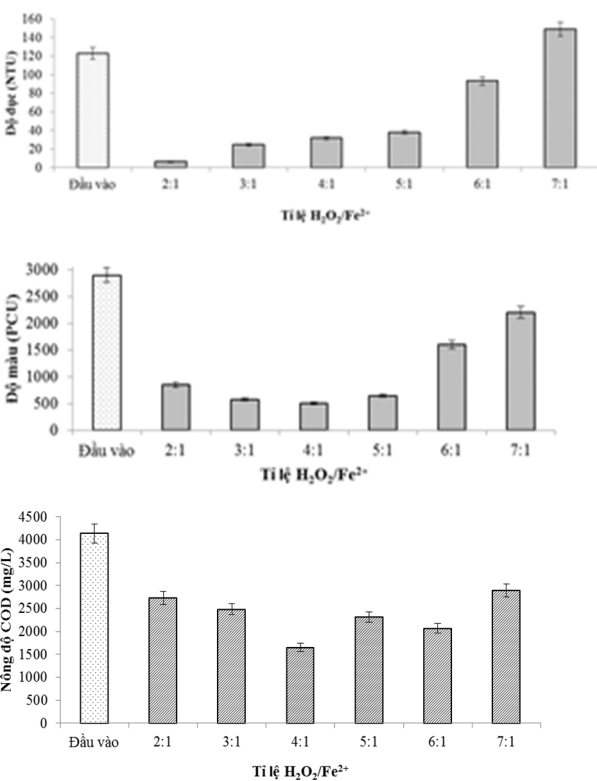 160
140
120
100
80
60
40
20
0
Độ đục (NTU)
Đầu vào 2:1 3:1 4:1 5:1 6:1 7:1
Tỉ lệ H₂O₂/Fe²⁺
3000
2500
2000
1500
1000
500
0
Độ màu (PCU)
Đầu vào 2:1 3:1 4:1 5:1 6:1 7:1
Tỉ lệ H₂O₂/Fe²⁺
4500
4000
3500
3000
2500
2000
1500
1000
500
0
Nồng độ COD (mg/L)
Đầu vào 2:1 3:1 4:1 5:1 6:1 7:1
Tỉ lệ H₂O₂/Fe²⁺